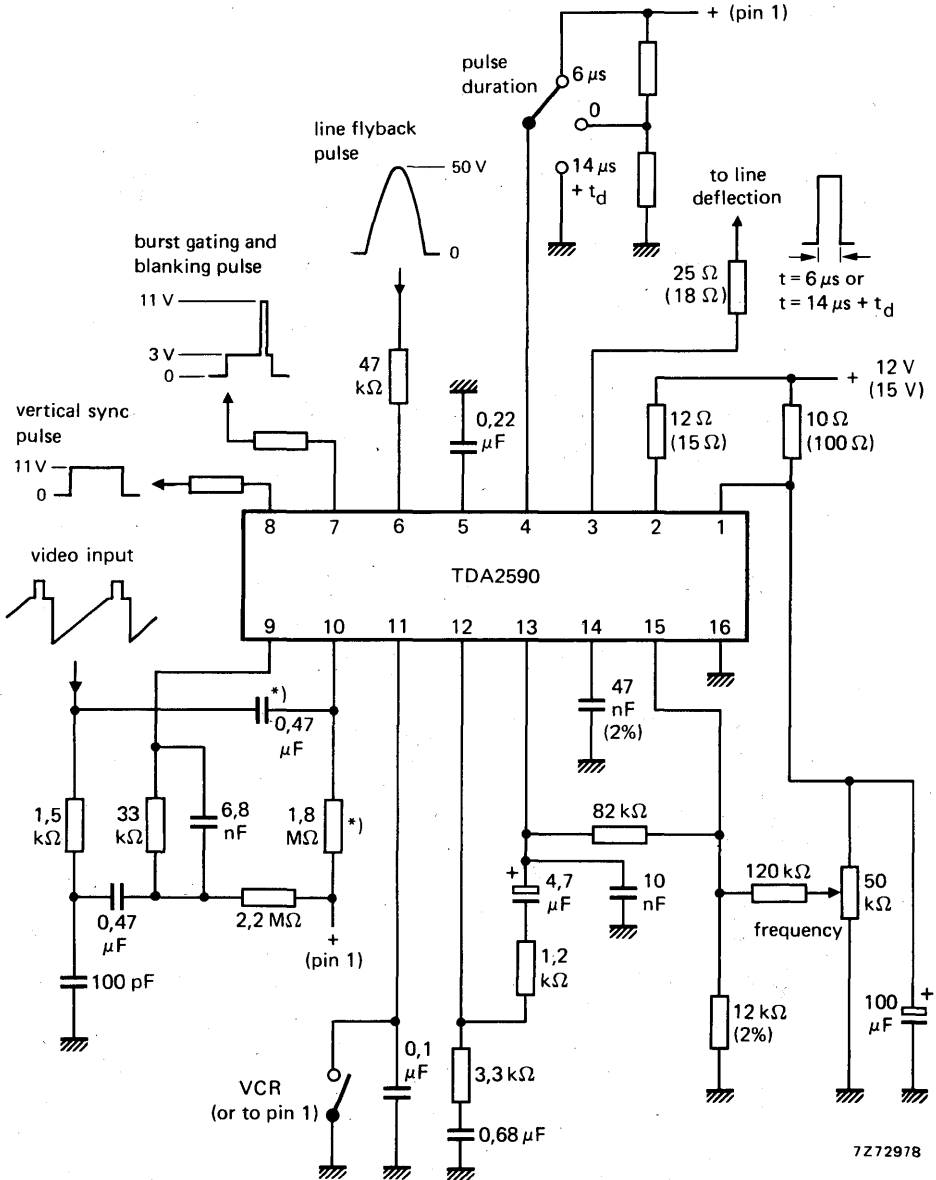 + (pin 1)
pulse
duration
6 μs
0
14 μs
+ td
line flyback
pulse
50 V
0
to line
deflection
t = 6 μs or
t = 14 μs + td
burst gating and
blanking pulse
11 V
3 V
0
25 Ω
(18 Ω)
47
kΩ
0,22
μF
+ 12 V
(15 V)
12 Ω
(15 Ω)
10 Ω
(100 Ω)
vertical sync
pulse
11 V
0
8 7 6 5 4 3 2 1
video input
TDA2590
9 10 11 12 13 14 15 16
*)
0,47
μF
47
nF
(2%)
1,5
kΩ
33
kΩ
6,8
nF
1,8
MΩ
*)
82 kΩ
0,47
μF
2,2 MΩ
+
(pin 1)
+
4,7
μF
10
nF
120 kΩ
50
kΩ
frequency
100 pF
1,2
kΩ
12 kΩ
(2%)
100
μF
+
VCR
(or to pin 1)
0,1
μF
3,3 kΩ
0,68 μF
7Z72978